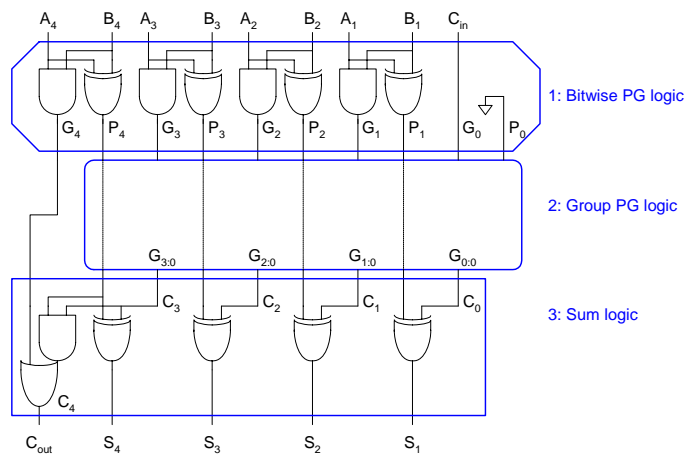 A4 B4 A3 B3 A2 B2 A1 B1 Cin
1: Bitwise PG logic
G4 P4 G3 P3 G2 P2 G1 P1 G0 P0
2: Group PG logic
G3:0 G2:0 G1:0 G0:0
C3 C2 C1 C0
3: Sum logic
C4
Cout S4 S3 S2 S1